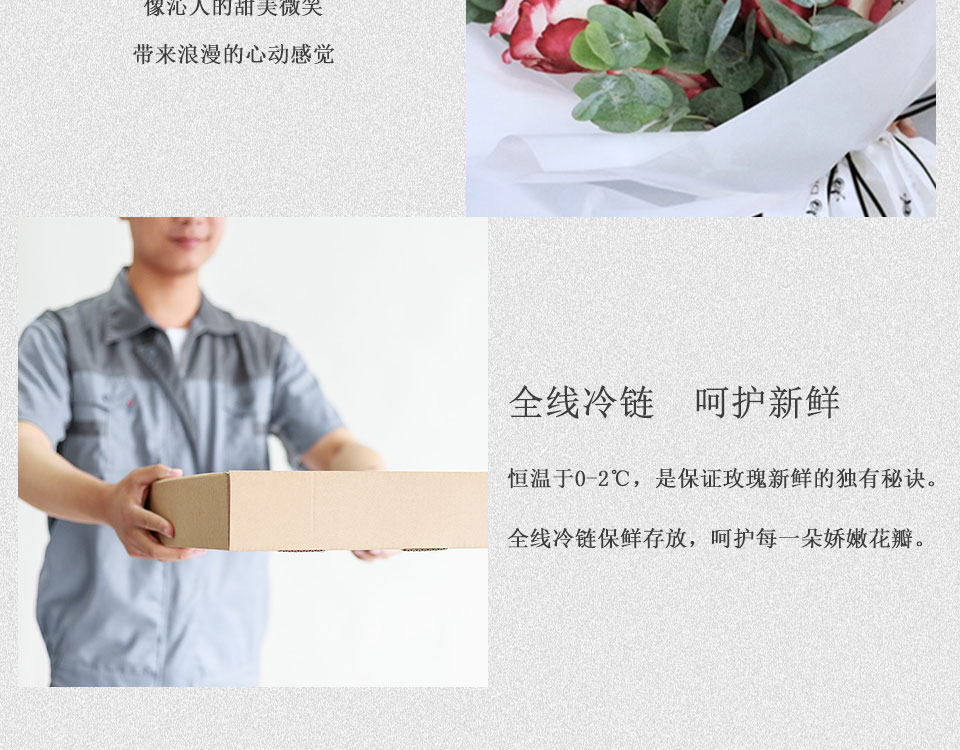 像沁人的甜美微笑
带来浪漫的心动感觉
全线冷链 呵护新鲜
恒温于0-2℃，是保证玫瑰新鲜的独有秘诀。
全线冷链保鲜存放，呵护每一朵娇嫩花瓣。